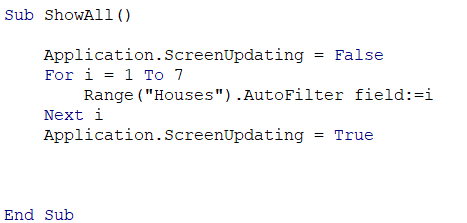 Sub ShowAll()
Application.ScreenUpdating = False
For i = 1 To 7
Range("Houses").AutoFilter field:=i
Next i
Application.ScreenUpdating = True
End Sub